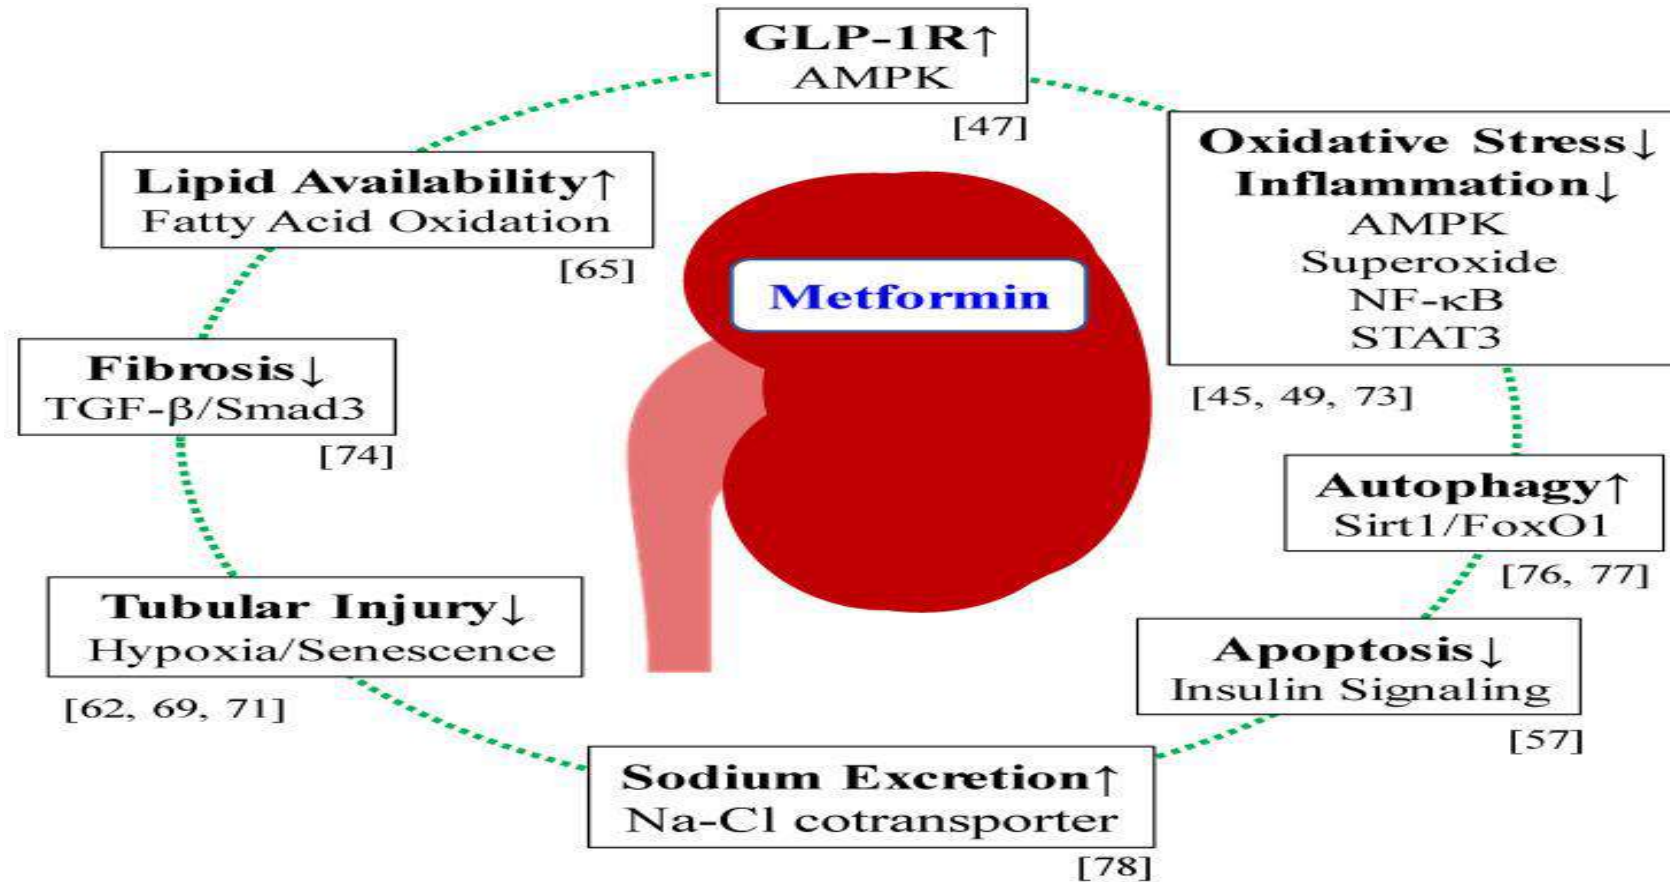 GLP-1R↑
AMPK
[47]
Oxidative Stress↓
Inflammation↓
AMPK
Superoxide
NF-κB
STAT3
[45, 49, 73]
Lipid Availability↑
Fatty Acid Oxidation
[65]
Metformin
Fibrosis↓
TGF-β/Smad3
[74]
Autophagy↑
Sirt1/FoxO1
[76, 77]
Tubular Injury↓
Hypoxia/Senescence
[62, 69, 71]
Apoptosis↓
Insulin Signaling
[57]
Sodium Excretion↑
Na-Cl cotransporter
[78]